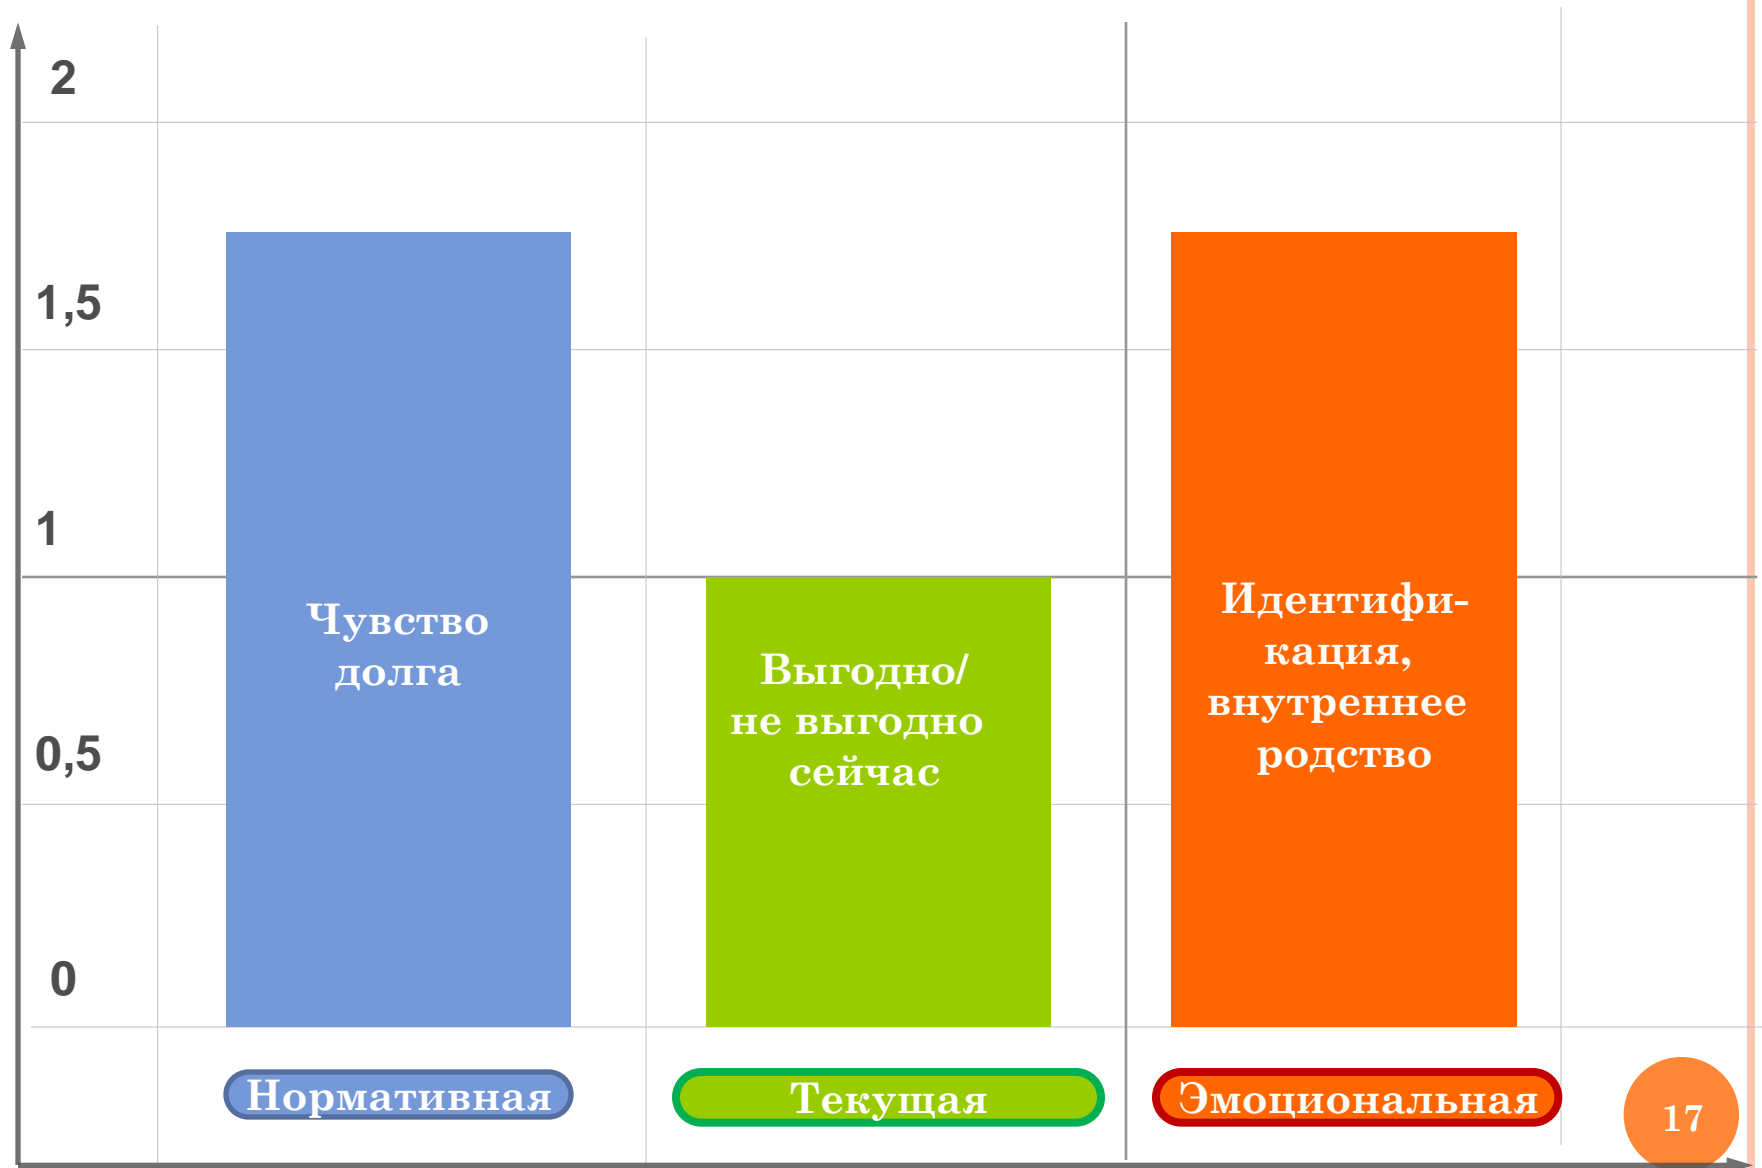 2
1,5
1
0,5
0
Чувство
долга
Выгодно/
не выгодно
сейчас
Идентифи-
кация,
внутреннее
родство
Нормативная
Текущая
Эмоциональная
17